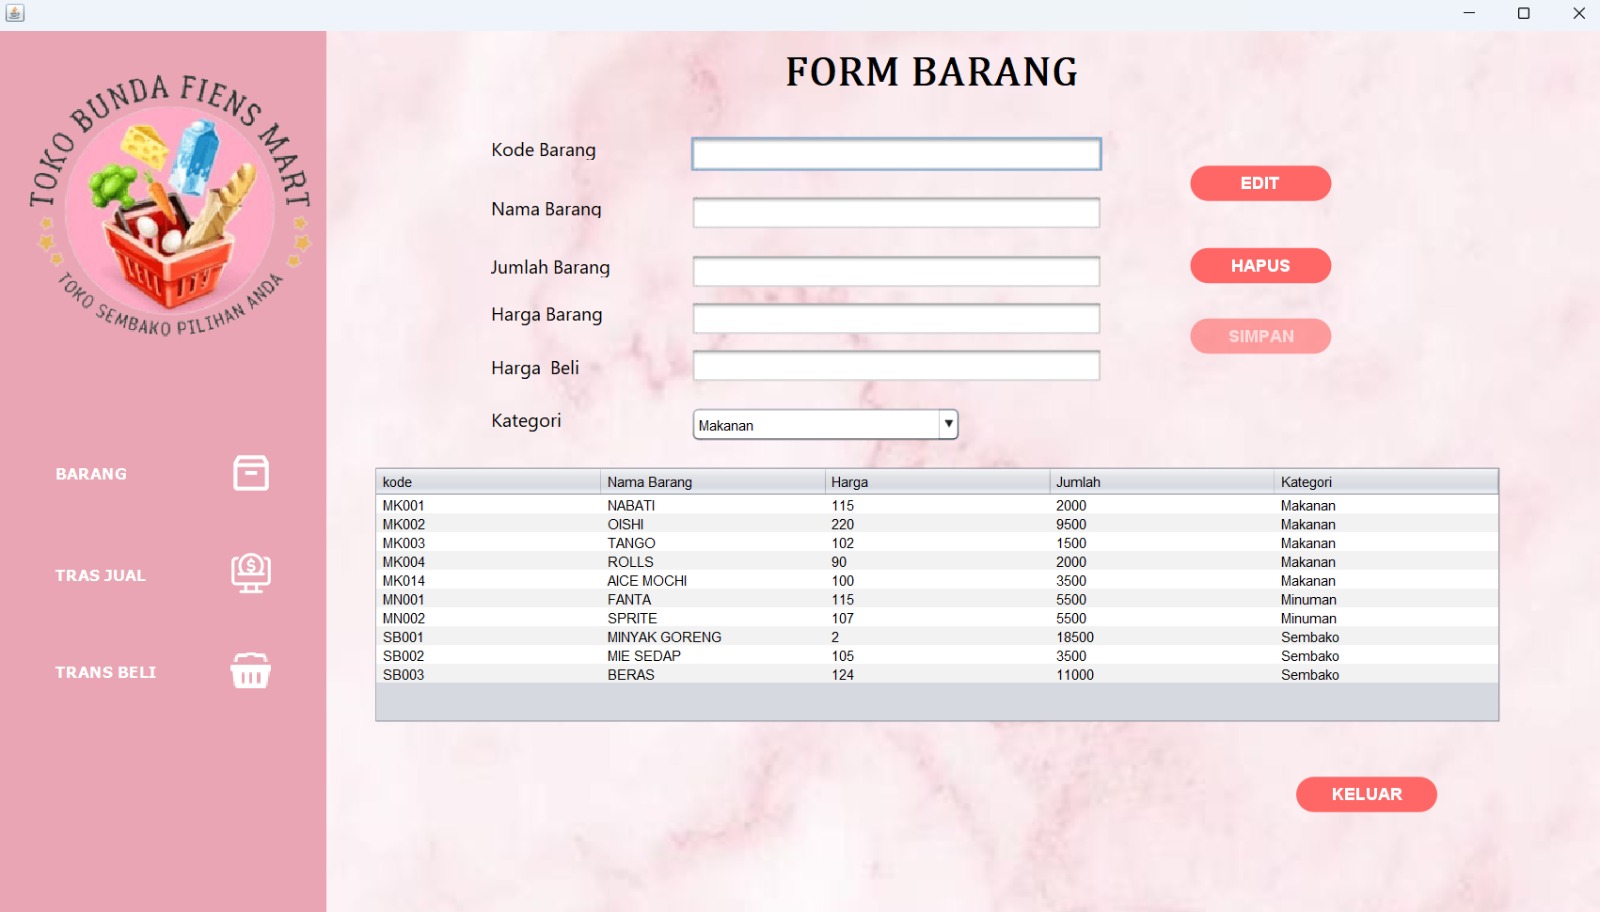 TOKO BUNDA FIENS MART
TOKO SEMBAKO PILIHAN ANDA
BARANG
TRAS JUAL
TRANS BELI
FORM BARANG
Kode Barang
Nama Barang
Jumlah Barang
Harga Barang
Harga  Beli
Kategori
Makanan
EDIT
HAPUS
SIMPAN
kode Nama Barang Harga Jumlah Kategori
MK001 NABATI 115 2000 Makanan
MK002 OISHI 220 9500 Makanan
MK003 TANGO 102 1500 Makanan
MK004 ROLLS 90 2000 Makanan
MK014 AICE MOCHI 100 3500 Makanan
MN001 FANTA 115 5500 Minuman
MN002 SPRITE 107 5500 Minuman
SB001 MINYAK GORENG 2 18500 Sembako
SB002 MIE SEDAP 105 3500 Sembako
SB003 BERAS 124 11000 Sembako
KELUAR